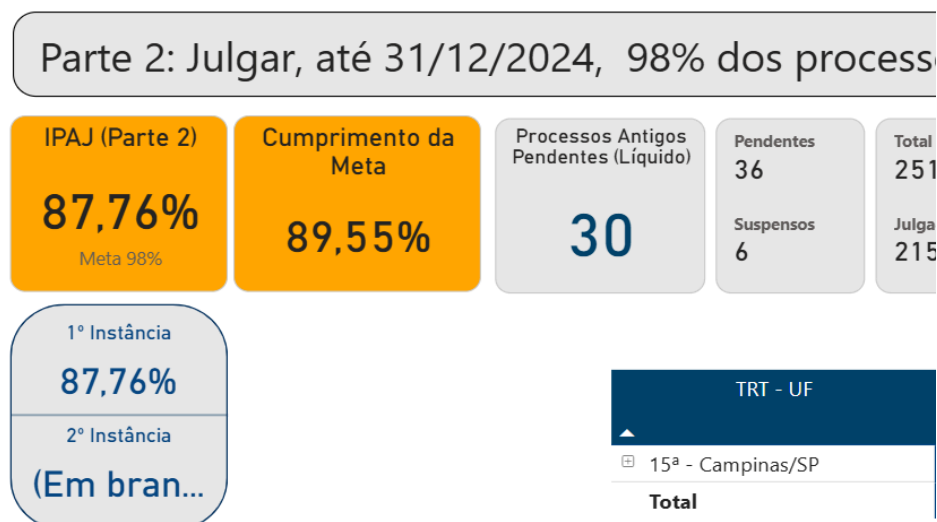 Parte 2: Julgar, até 31/12/2024, 98% dos process
IPAJ (Parte 2)
87,76%
Meta 98%
Cumprimento da
Meta
89,55%
Processos Antigos
Pendentes (Líquido)
30
Pendentes
36
Suspensos
6
Total
251
Julga
215
1º Instância
87,76%
2º Instância
(Em bran...
TRT - UF
15ª - Campinas/SP
Total